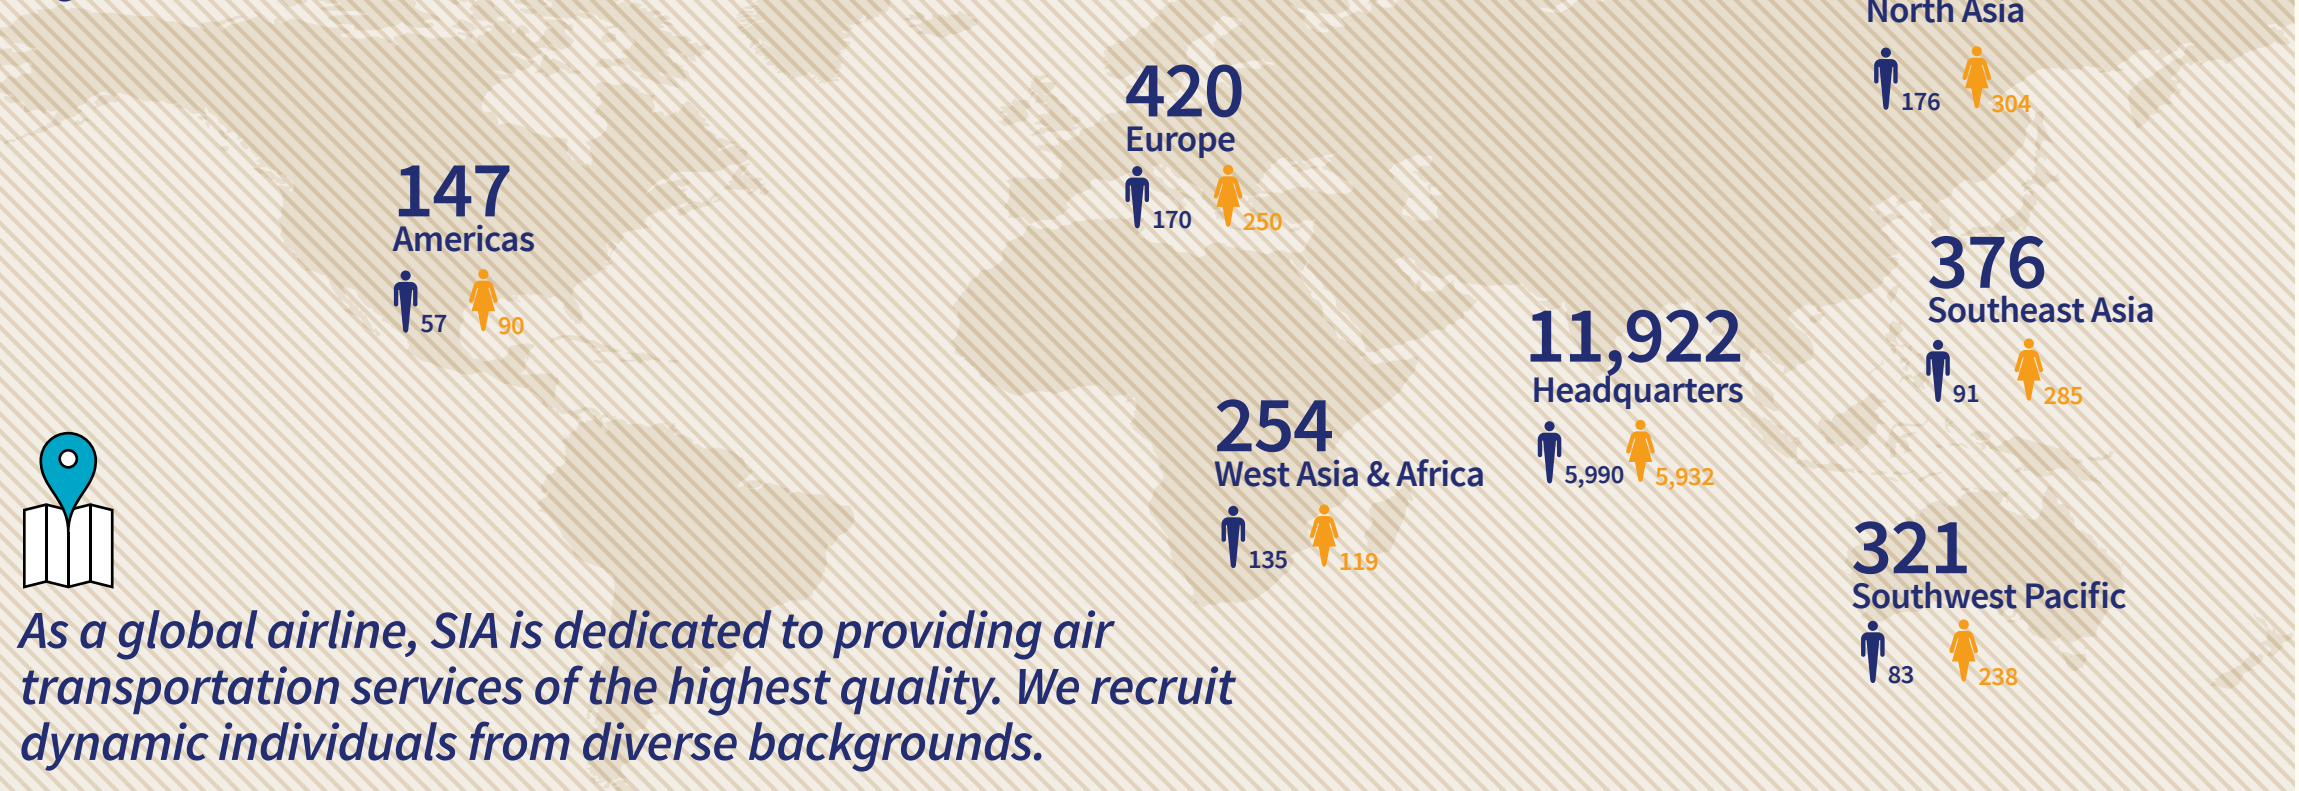 North Asia
176 304
420
Europe
170 250
147
Americas
57 90
376
Southeast Asia
91 285
11,922
Headquarters
5,990 5,932
254
West Asia & Africa
135 119
321
Southwest Pacific
83 238
As a global airline, SIA is dedicated to providing air
transportation services of the highest quality. We recruit
dynamic individuals from diverse backgrounds.